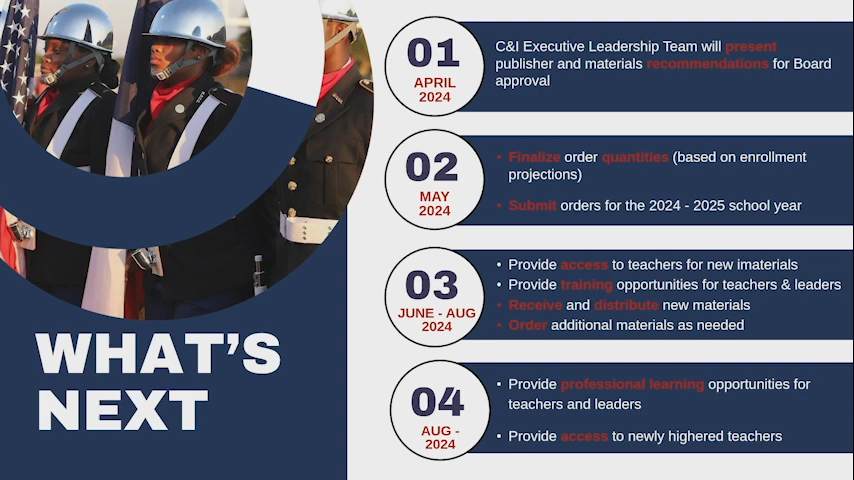 WHAT'S
NEXT
01
APRIL
2024
C&I Executive Leadership Team will present
publisher and materials recommendations for Board
approval
02
MAY
2024
• Finalize order quantities (based on enrollment
projections)
• Submit orders for the 2024 - 2025 school year
03
JUNE - AUG
2024
• Provide access to teachers for new imaterials
• Provide training opportunities for teachers & leaders
• Receive and distribute new materials
• Order additional materials as needed
04
AUG -
2024
• Provide professional learning opportunities for
teachers and leaders
• Provide access to newly highered teachers